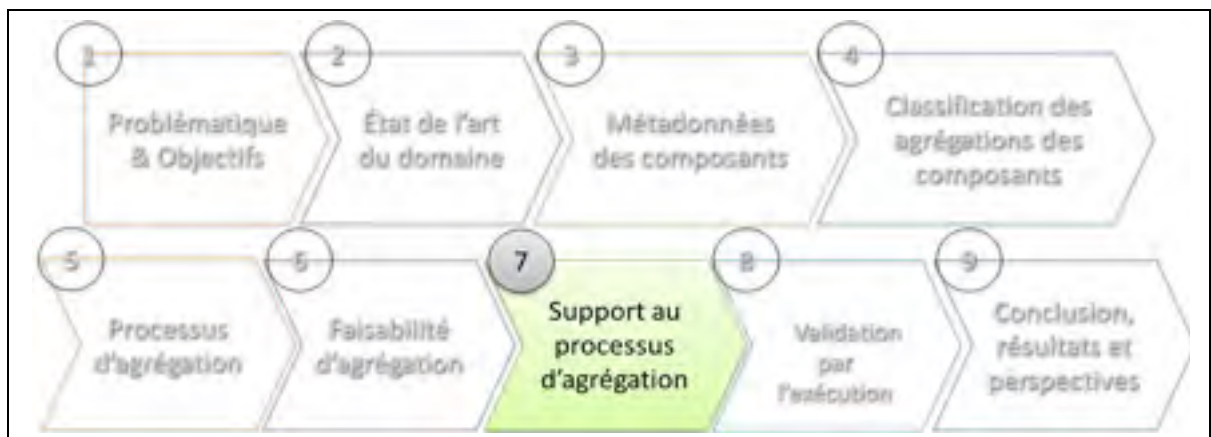 1
2
3
4
Problématique
& Objectifs
État de l'art
du domaine
Métadonnées
des composants
Classification des
agrégations des
composants
5
6
7
8
9
Processus
d'agrégation
Faisabilité
d'agrégation
Support au
processus
d'agrégation
Validation
par
l'exécution
Conclusion,
résultats et
perspectives